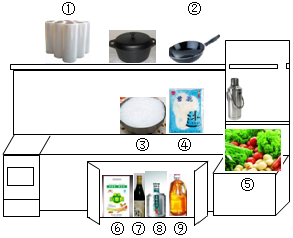 ① ②
③ ④
⑤
⑥ ⑦ ⑧ ⑨